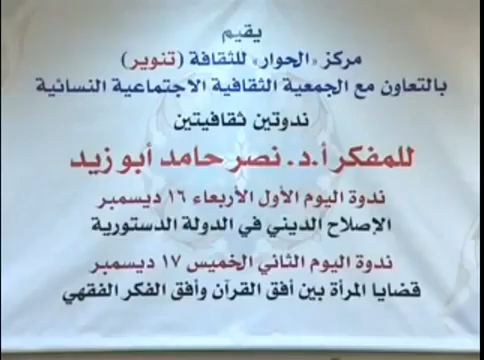 يقيم
مركز "الحوار" للثقافة (تنوير)
بالتعاون مع الجمعية الثقافية الاجتماعية النسائية
ندوتين ثقافيتين
للمفكر أ.د. نصر حامد أبو زيد
ندوة اليوم الأول الأربعاء ١٦ ديسمبر
الإصلاح الديني في الدولة الدستورية
ندوة اليوم الثاني الخميس ١٧ ديسمبر
قضايا المرأة بين أفق القرآن وأفق الفكر الفقهي